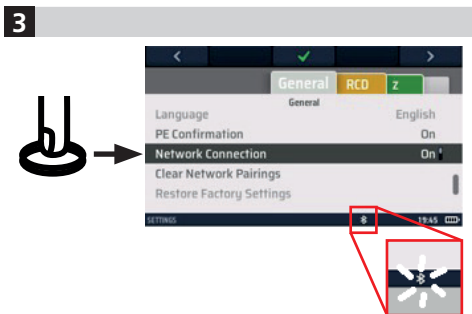 3
General RCD Z
General
Language English
PE Confirmation On
Network Connection On
Clear Network Pairings
Restore Factory Settings
SETTINGS 19:45